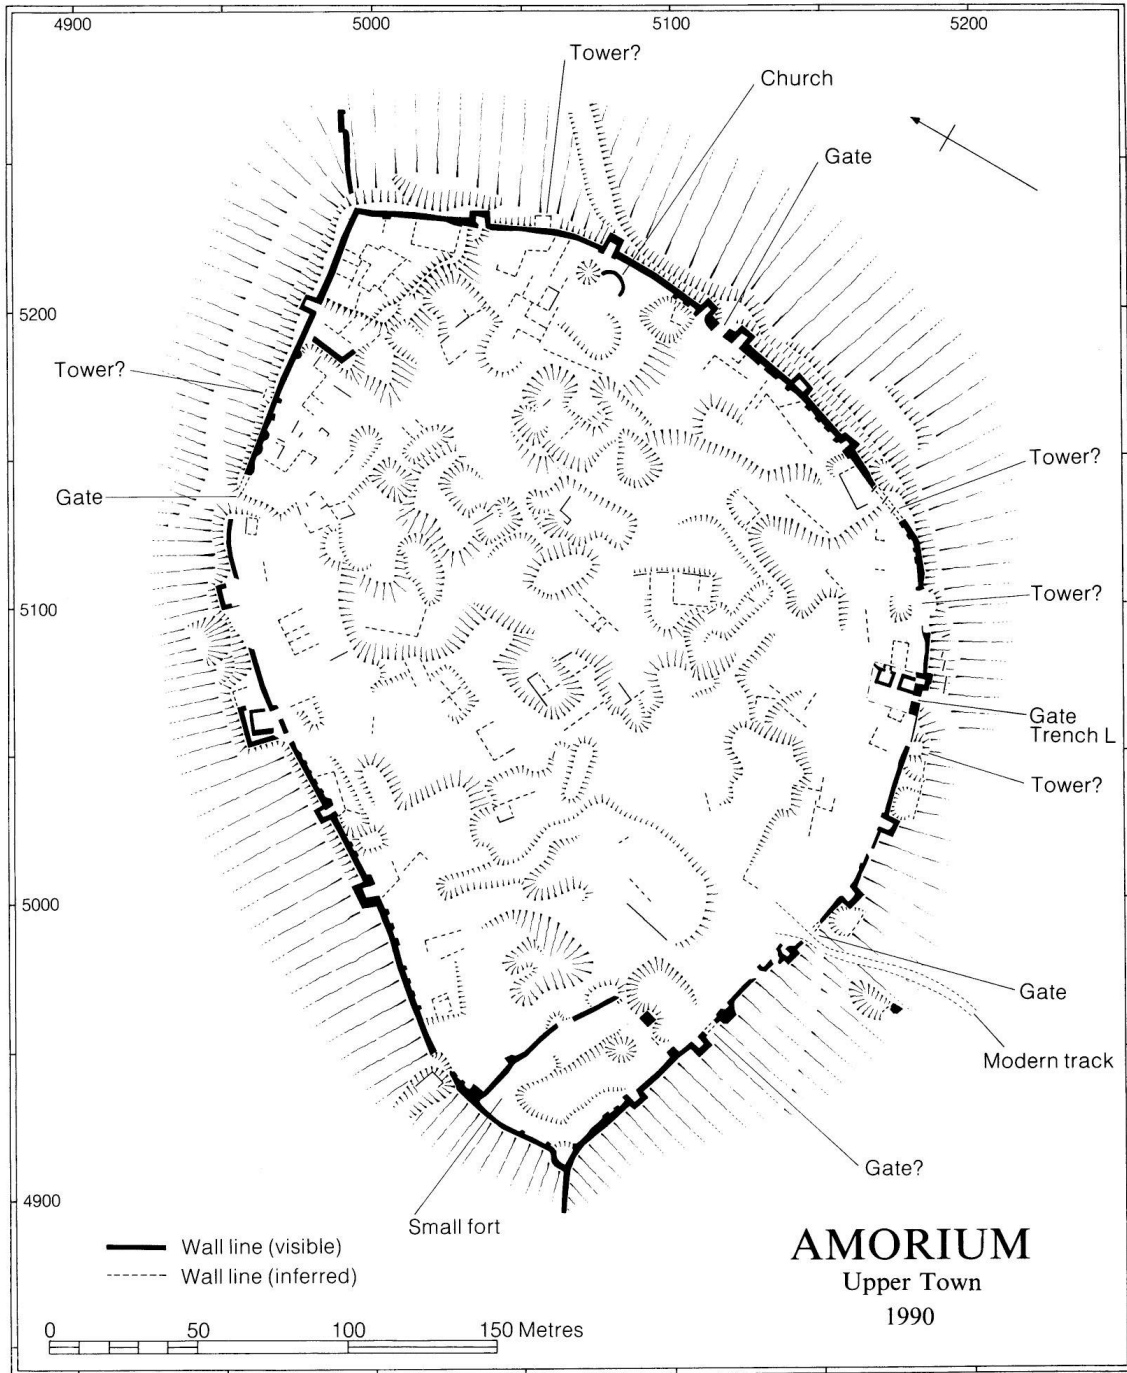 4900 5000 5100 5200
Tower?
Church
Gate
5200
Tower?
Gate
Tower?
5100
Tower?
Gate
Trench L
Tower?
5000
Gate
Modern track
Gate?
4900
Small fort
AMORIUM
Upper Town
1990
Wall line (visible)
Wall line (inferred)
0 50 100 150 Metres